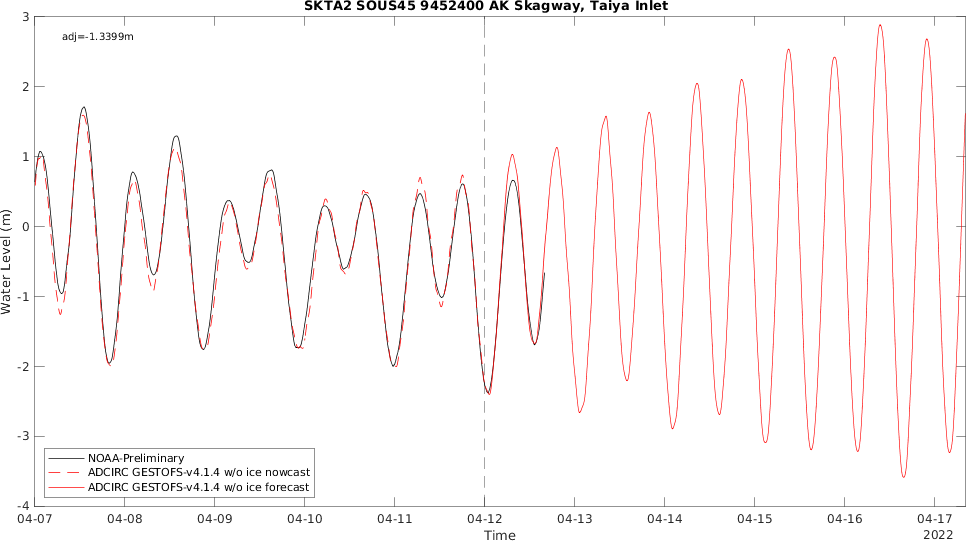 SKTA2 SOUS45 9452400 AK Skagway, Taiya Inlet
adj=-1.3399m
3
2
1
0
-1
-2
-3
-4
Water Level (m)
NOAA-Preliminary
ADCIRC GESTOFS-v4.1.4 w/o ice nowcast
ADCIRC GESTOFS-v4.1.4 w/o ice forecast
04-07 04-08 04-09 04-10 04-11 04-12 04-13 04-14 04-15 04-16 04-17
Time
2022